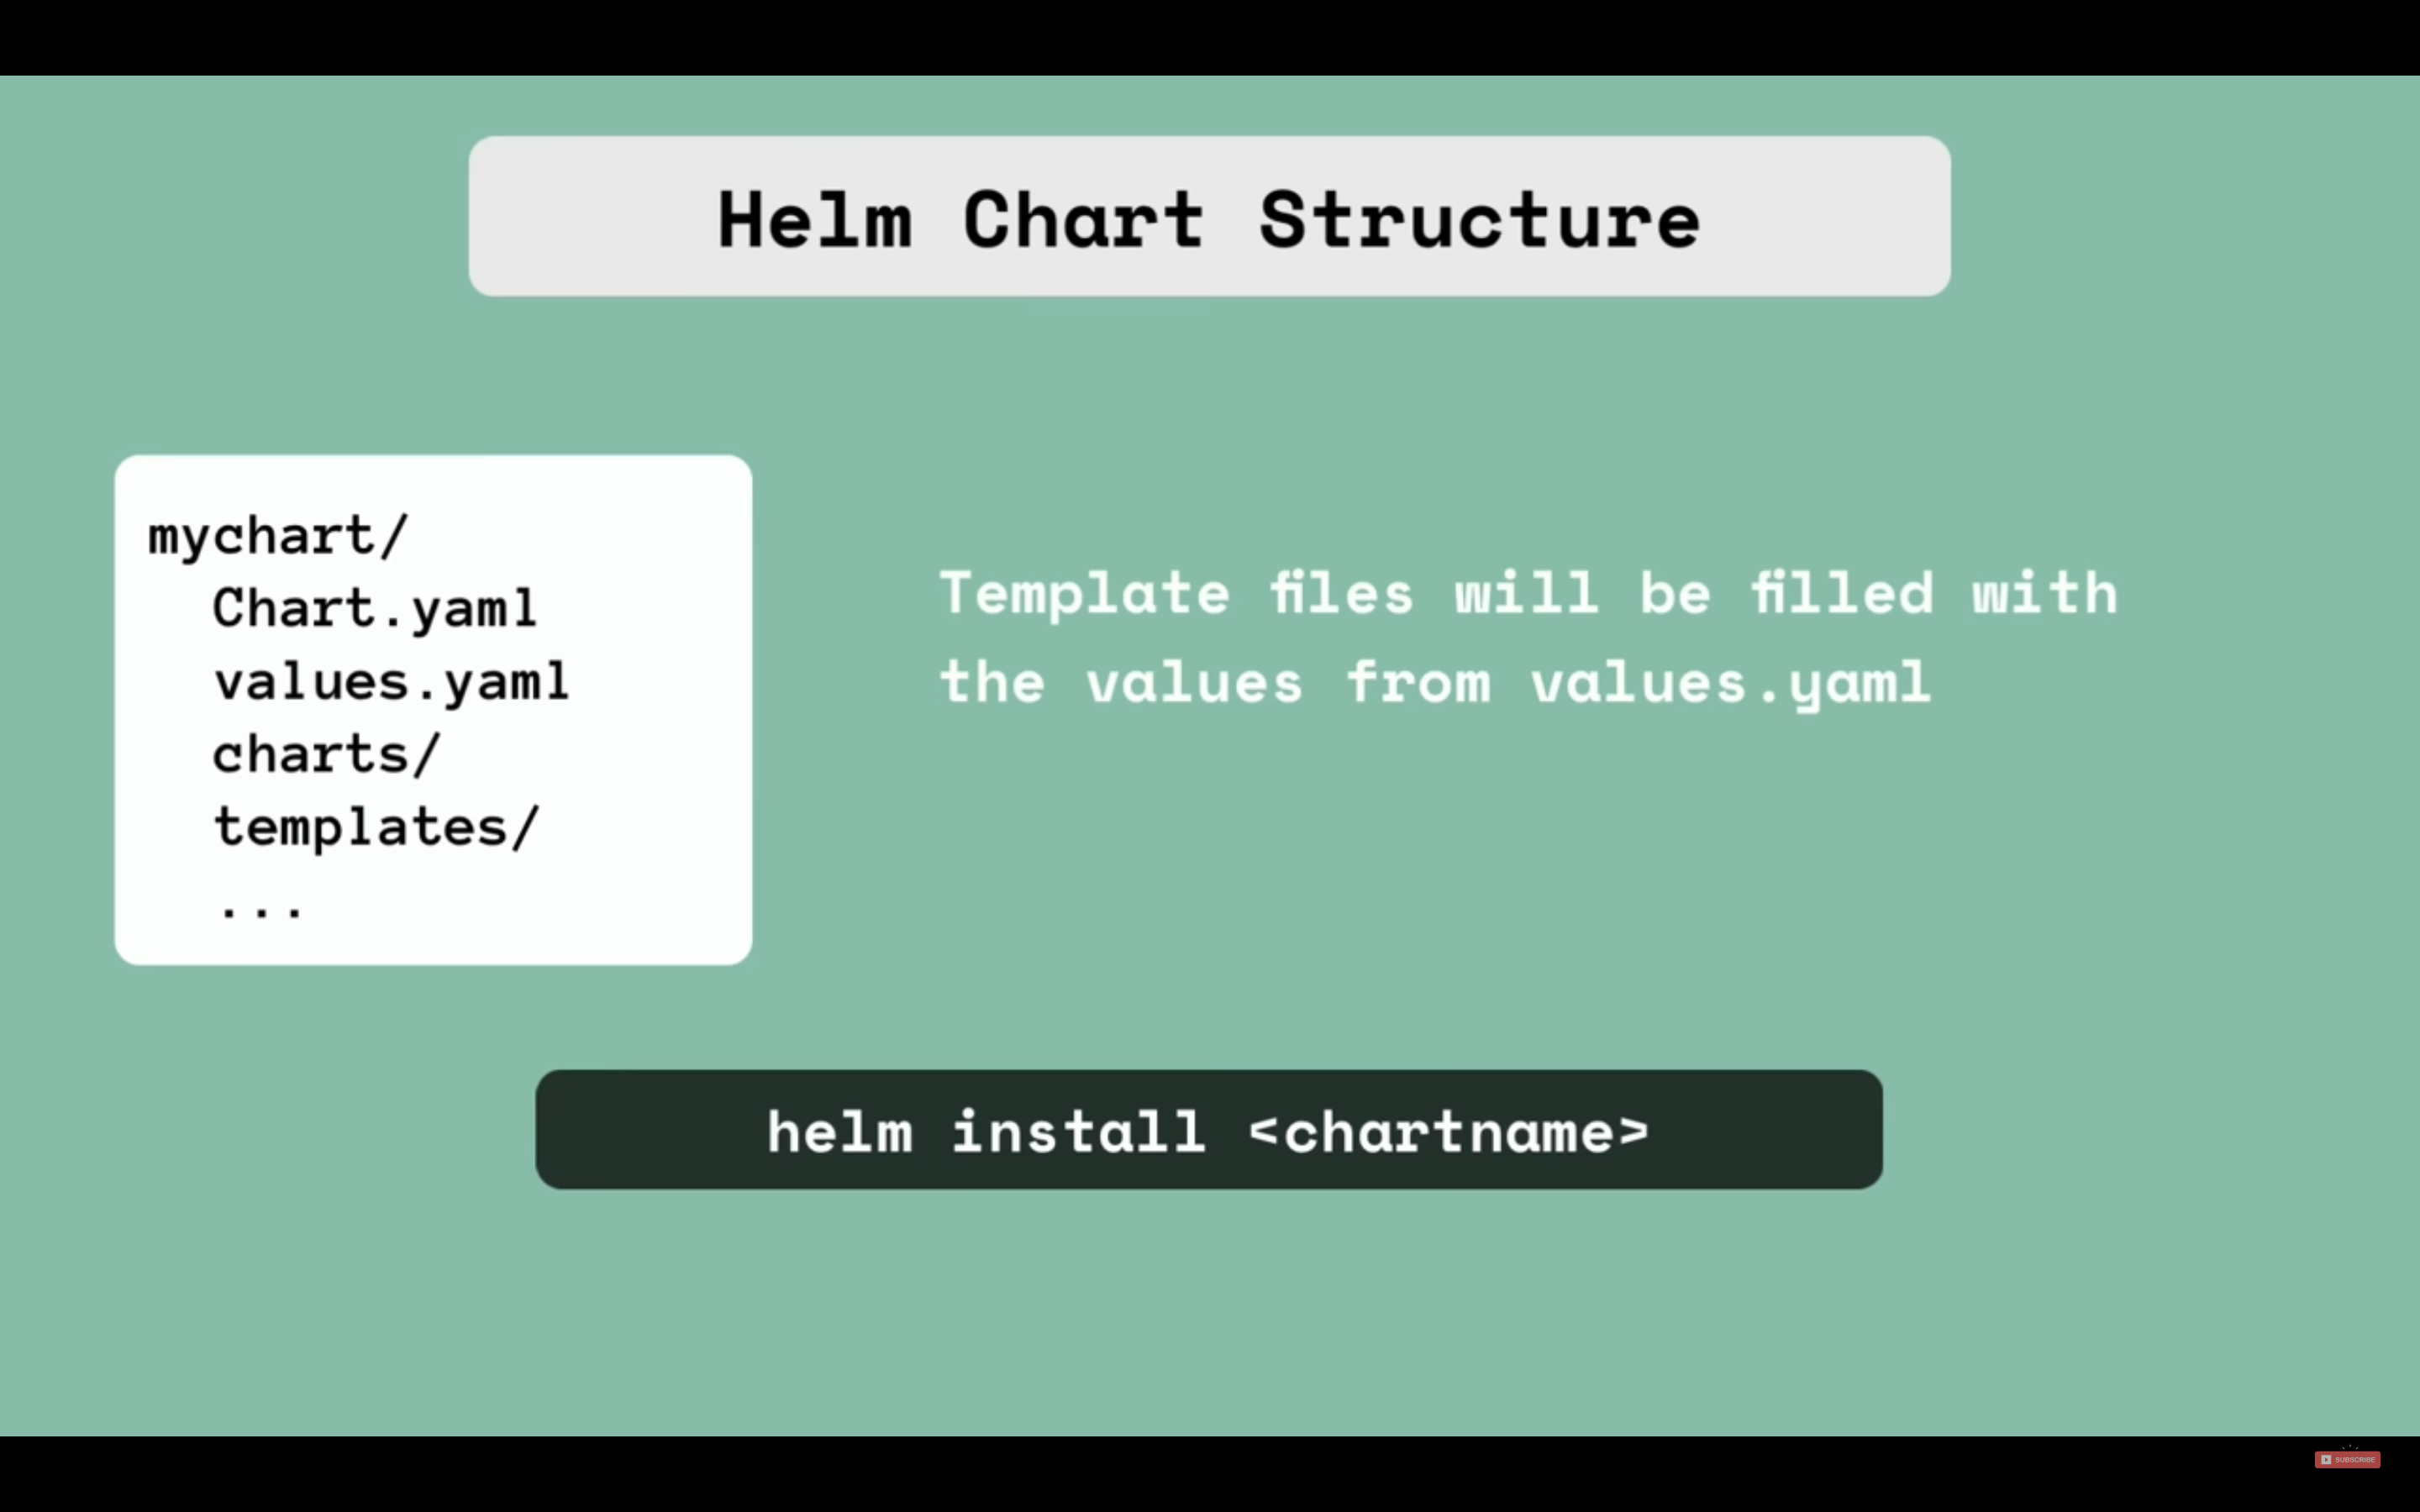 Helm Chart Structure
mychart/
Chart.yaml
values.yaml
charts/
templates/
...
Template files will be filled with
the values from values.yaml
helm install <chartname>
SUBSCRIBE